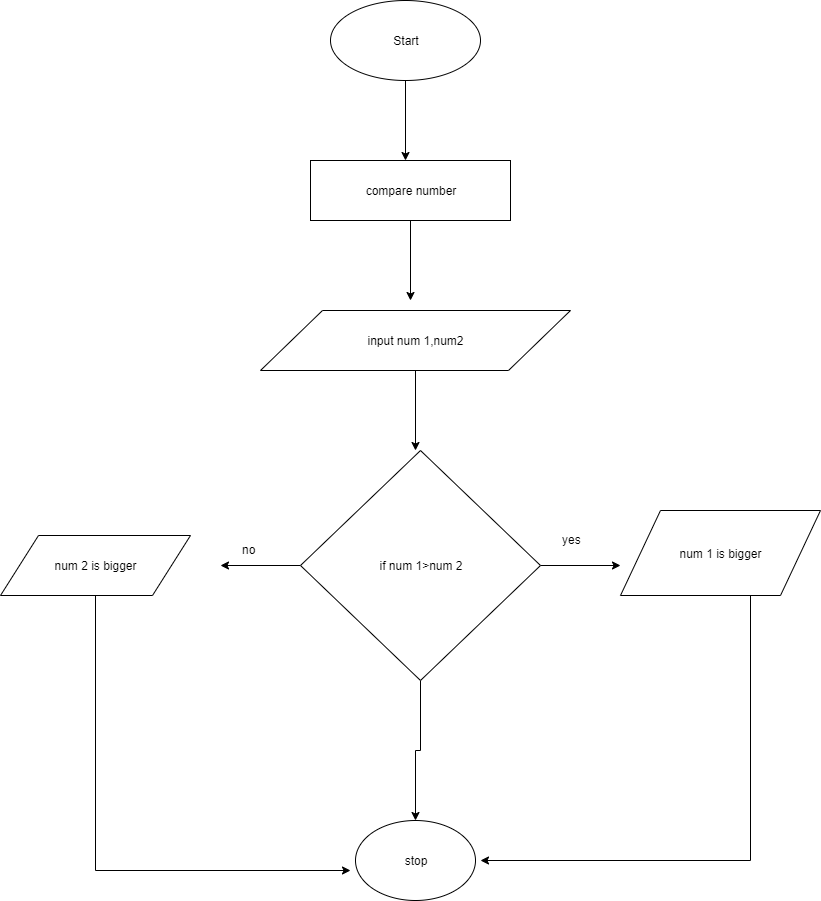 Start
compare number
input num 1,num2
if num 1>num 2
no
yes
num 2 is bigger
num 1 is bigger
stop